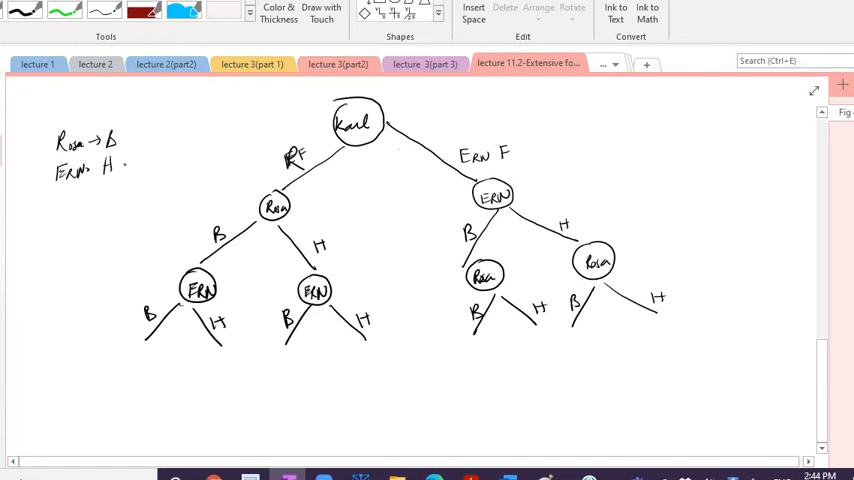 Color & Thickness
Draw with Touch
Insert Space
Delete
Arrange
Rotate
Ink to Text
Ink to Math
Tools
Shapes
Edit
Convert
lecture 1
lecture 2
lecture 2(part2)
lecture 3(part 1)
lecture 3(part2)
lecture 3(part 3)
lecture 11.2-Extensive fo...
...
Search (Ctrl+E)
Fig
Karl
Rosa → B
ERN. H
RF
ERN F
Rosa
ERN
B
H
B
H
ERN
ERN
Rosa
Rosa
B
H
B
H
B
H
B
H
2:44 PM